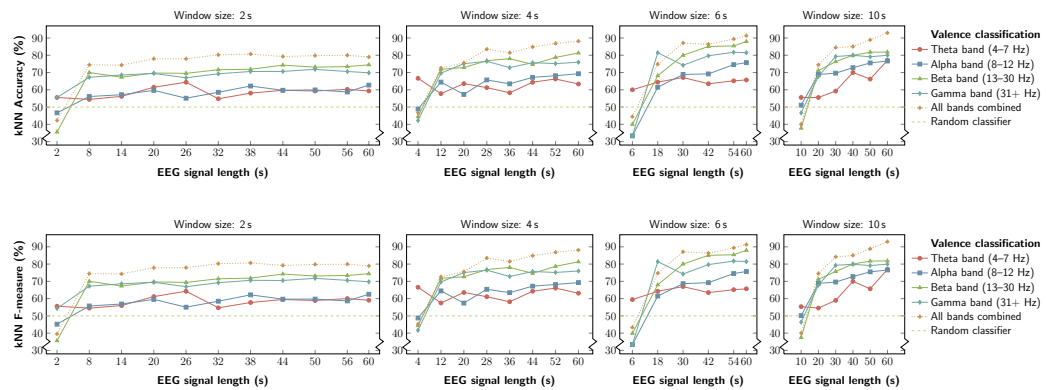 Window size: 2 s
Window size: 4 s
Window size: 6 s
Window size: 10 s
kNN Accuracy (%)
90
80
70
60
50
40
30
2 8 14 20 26 32 38 44 50 56 60
4 12 20 28 36 44 52 60
6 18 30 42 54 60
10 20 30 40 50 60
EEG signal length (s)
EEG signal length (s)
EEG signal length (s)
EEG signal length (s)
Valence classification
Theta band (4–7 Hz)
Alpha band (8–12 Hz)
Beta band (13–30 Hz)
Gamma band (31+ Hz)
All bands combined
Random classifier
Window size: 2 s
Window size: 4 s
Window size: 6 s
Window size: 10 s
kNN F-measure (%)
90
80
70
60
50
40
30
2 8 14 20 26 32 38 44 50 56 60
4 12 20 28 36 44 52 60
6 18 30 42 54 60
10 20 30 40 50 60
EEG signal length (s)
EEG signal length (s)
EEG signal length (s)
EEG signal length (s)
Valence classification
Theta band (4–7 Hz)
Alpha band (8–12 Hz)
Beta band (13–30 Hz)
Gamma band (31+ Hz)
All bands combined
Random classifier